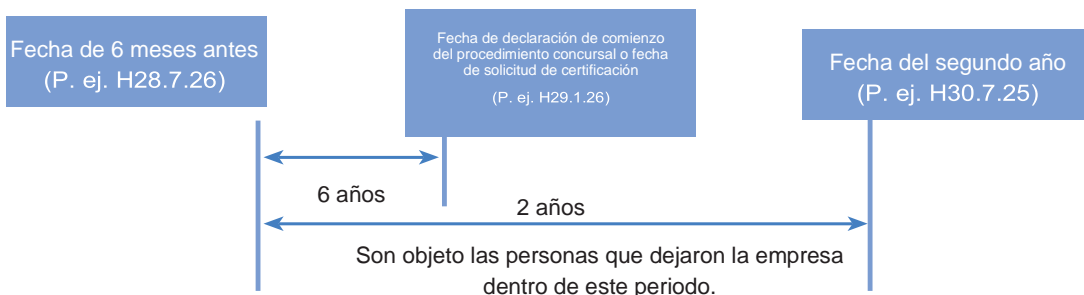 Fecha de 6 meses antes
(P. ej. H28.7.26)
Fecha de declaración de comienzo
del procedimiento concursal o fecha
de solicitud de certificación
(P. ej. H29.1.26)
Fecha del segundo año
(P. ej. H30.7.25)
6 años
2 años
Son objeto las personas que dejaron la empresa
dentro de este periodo.